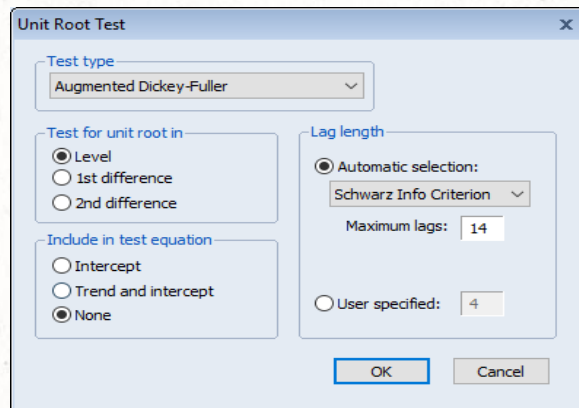 Unit Root Test
Test type
Augmented Dickey-Fuller
Test for unit root in
Level
1st difference
2nd difference
Include in test equation
Intercept
Trend and intercept
None
Lag length
Automatic selection:
Schwarz Info Criterion
Maximum lags: 14
User specified: 4
OK Cancel